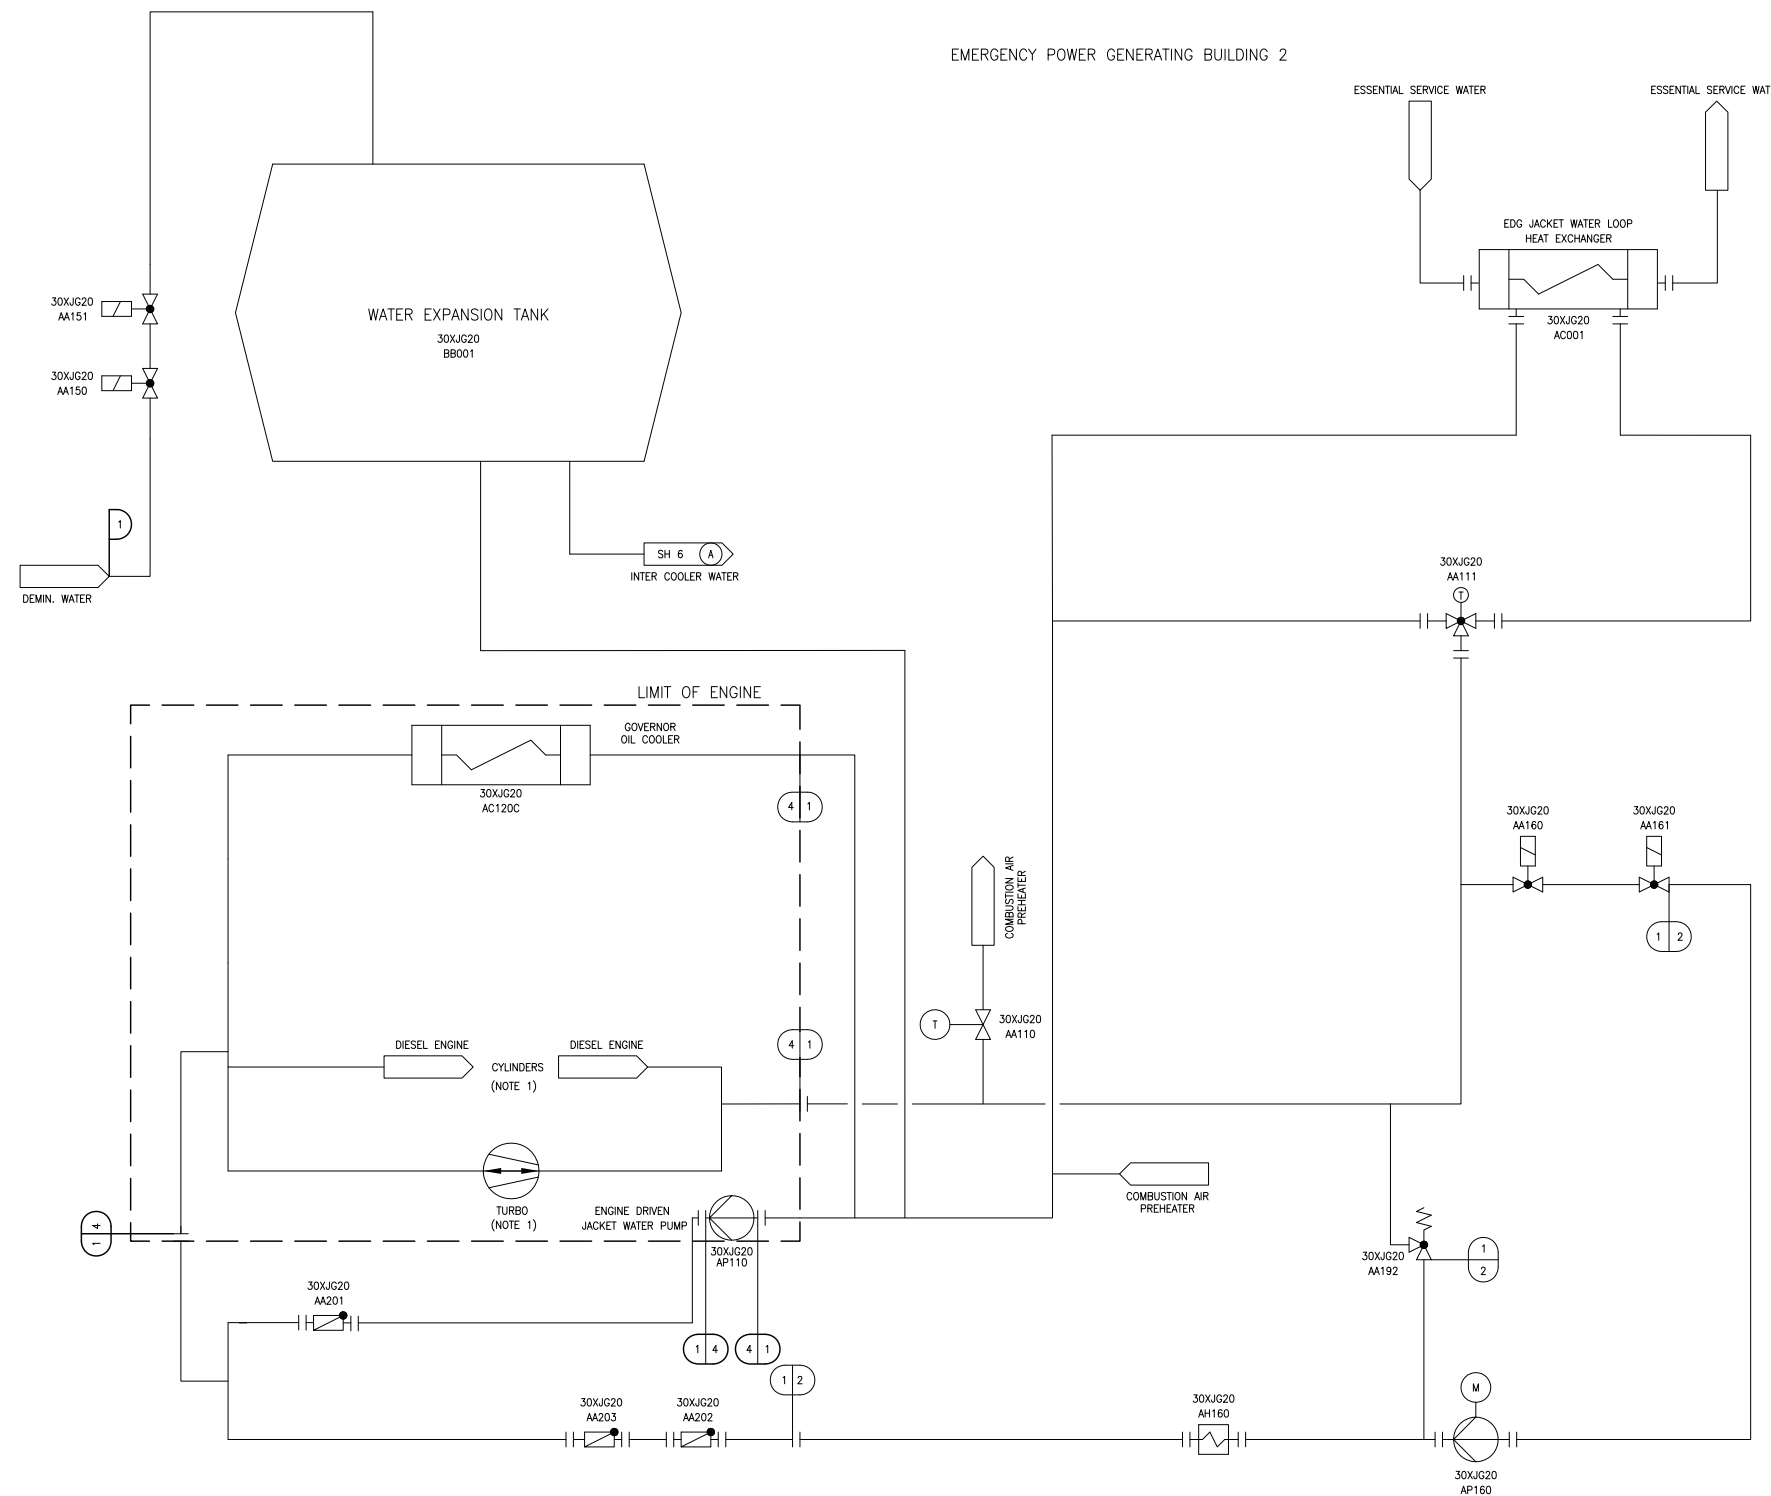 EMERGENCY POWER GENERATING BUILDING 2
ESSENTIAL SERVICE WATER
ESSENTIAL SERVICE WAT
EDG JACKET WATER LOOP
HEAT EXCHANGER
30XJG20
AC001
30XJG20
AA151
30XJG20
AA150
WATER EXPANSION TANK
30XJG20
BB001
1
DEMIN. WATER
SH 6 A
INTER COOLER WATER
30XJG20
AA111
T
LIMIT OF ENGINE
GOVERNOR
OIL COOLER
30XJG20
AC120C
4 1
30XJG20
AA160
30XJG20
AA161
1 2
COMBUSTION AIR
PREHEATER
T
30XJG20
AA110
4 1
DIESEL ENGINE
CYLINDERS
(NOTE 1)
DIESEL ENGINE
TURBO
(NOTE 1)
ENGINE DRIVEN
JACKET WATER PUMP
30XJG20
AP110
COMBUSTION AIR
PREHEATER
1 4
30XJG20
AA192
1
2
30XJG20
AA201
1 4
4 1
1 2
30XJG20
AA203
30XJG20
AA202
30XJG20
AH160
M
30XJG20
AP160